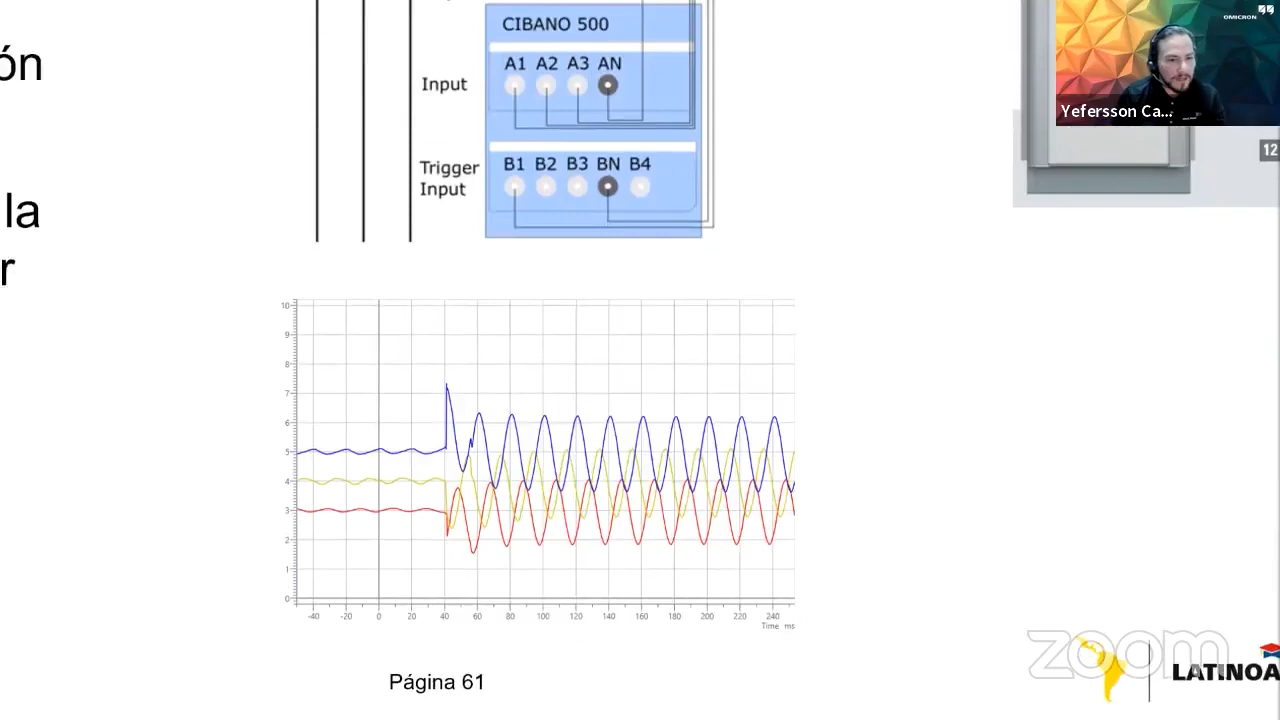 ón
la
r
CIBANO 500
A1 A2 A3 AN
Input
B1 B2 B3 BN B4
Trigger
Input
OMICRON
Yefersson Ca...
12
10
9
8
7
6
5
4
3
2
1
0
-40 -20 0 20 40 60 80 100 120 140 160 180 200 220 240
Time ms
Página 61
zoom
LATINOA